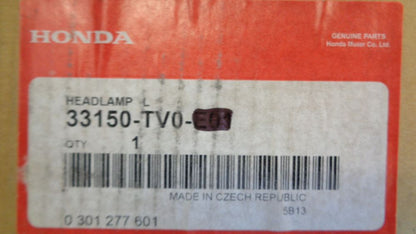 HONDA
GENUINE PARTS
Honda Motor Co. Ltd.
HEADLAMP L
33150-TV0-E01
QTY 1
MADE IN CZECH REPUBLIC
5B13
0 301 277 601